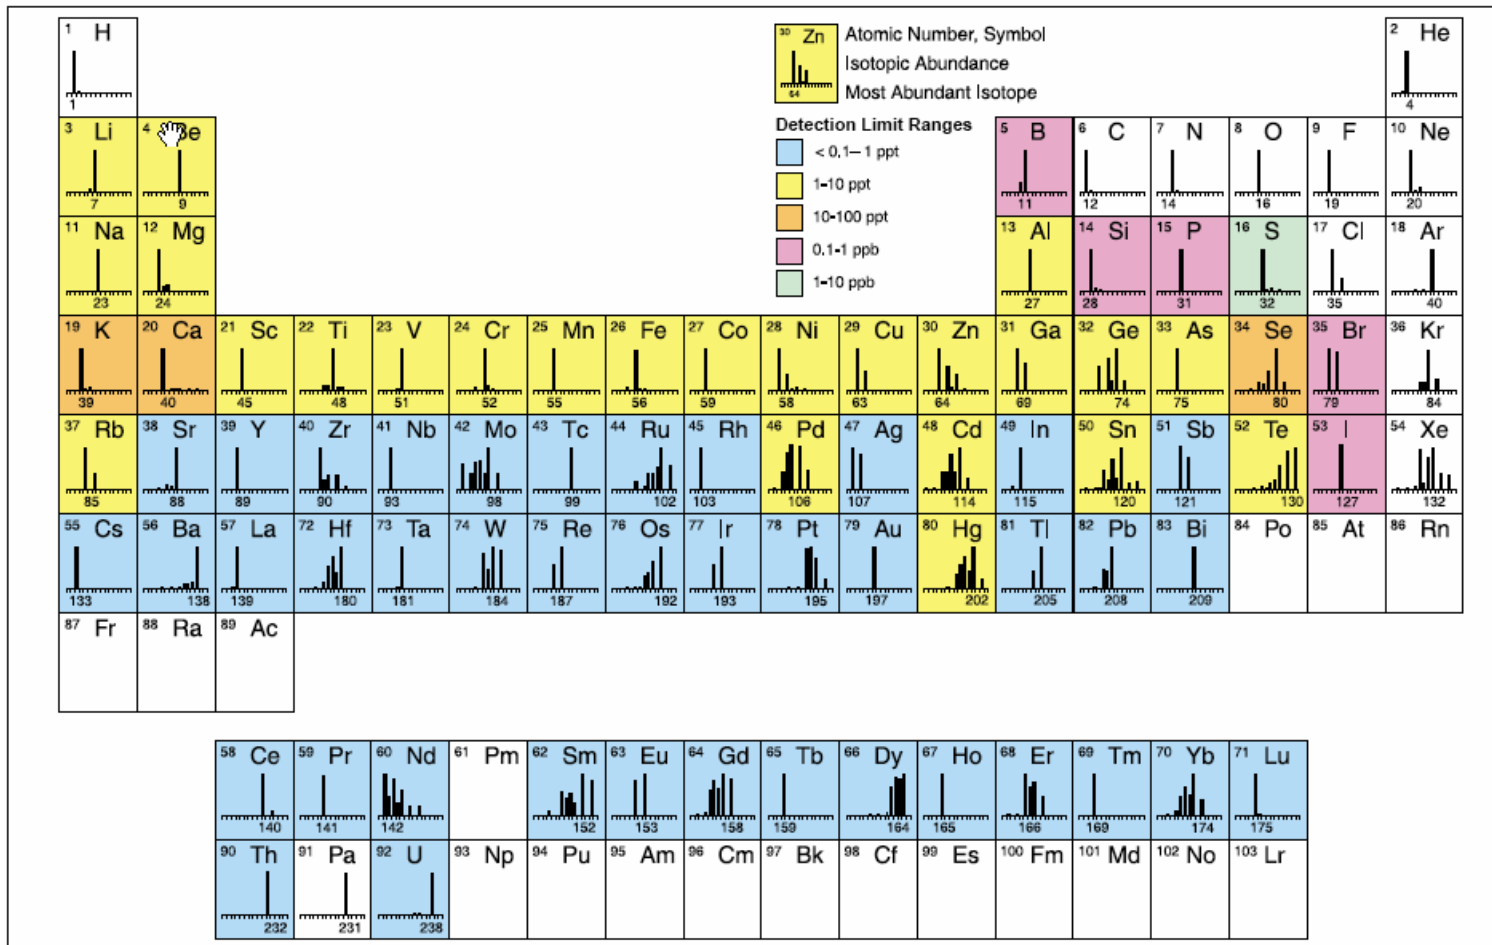 1 H
1
30 Zn
64
Atomic Number, Symbol
Isotopic Abundance
Most Abundant Isotope
2 He
4
3 Li
7
4 Be
9
Detection Limit Ranges
< 0.1– 1 ppt
1-10 ppt
10-100 ppt
0.1-1 ppb
1-10 ppb
5 B
11
6 C
12
7 N
14
8 O
16
9 F
19
10 Ne
20
11 Na
23
12 Mg
24
13 Al
27
14 Si
28
15 P
31
16 S
32
17 Cl
35
18 Ar
40
19 K
39
20 Ca
40
21 Sc
45
22 Ti
48
23 V
51
24 Cr
52
25 Mn
55
26 Fe
56
27 Co
59
28 Ni
58
29 Cu
63
30 Zn
64
31 Ga
69
32 Ge
74
33 As
75
34 Se
80
35 Br
79
36 Kr
84
37 Rb
85
38 Sr
88
39 Y
89
40 Zr
90
41 Nb
93
42 Mo
98
43 Tc
99
44 Ru
102
45 Rh
103
46 Pd
106
47 Ag
107
48 Cd
114
49 In
115
50 Sn
120
51 Sb
121
52 Te
130
53 I
127
54 Xe
132
55 Cs
133
56 Ba
138
57 La
139
72 Hf
180
73 Ta
181
74 W
184
75 Re
187
76 Os
192
77 Ir
193
78 Pt
195
79 Au
197
80 Hg
202
81 Tl
205
82 Pb
208
83 Bi
209
84 Po
85 At
86 Rn
87 Fr
88 Ra
89 Ac
58 Ce
140
59 Pr
141
60 Nd
142
61 Pm
62 Sm
152
63 Eu
153
64 Gd
158
65 Tb
159
66 Dy
164
67 Ho
165
68 Er
166
69 Tm
169
70 Yb
174
71 Lu
175
90 Th
232
91 Pa
231
92 U
238
93 Np
94 Pu
95 Am
96 Cm
97 Bk
98 Cf
99 Es
100 Fm
101 Md
102 No
103 Lr